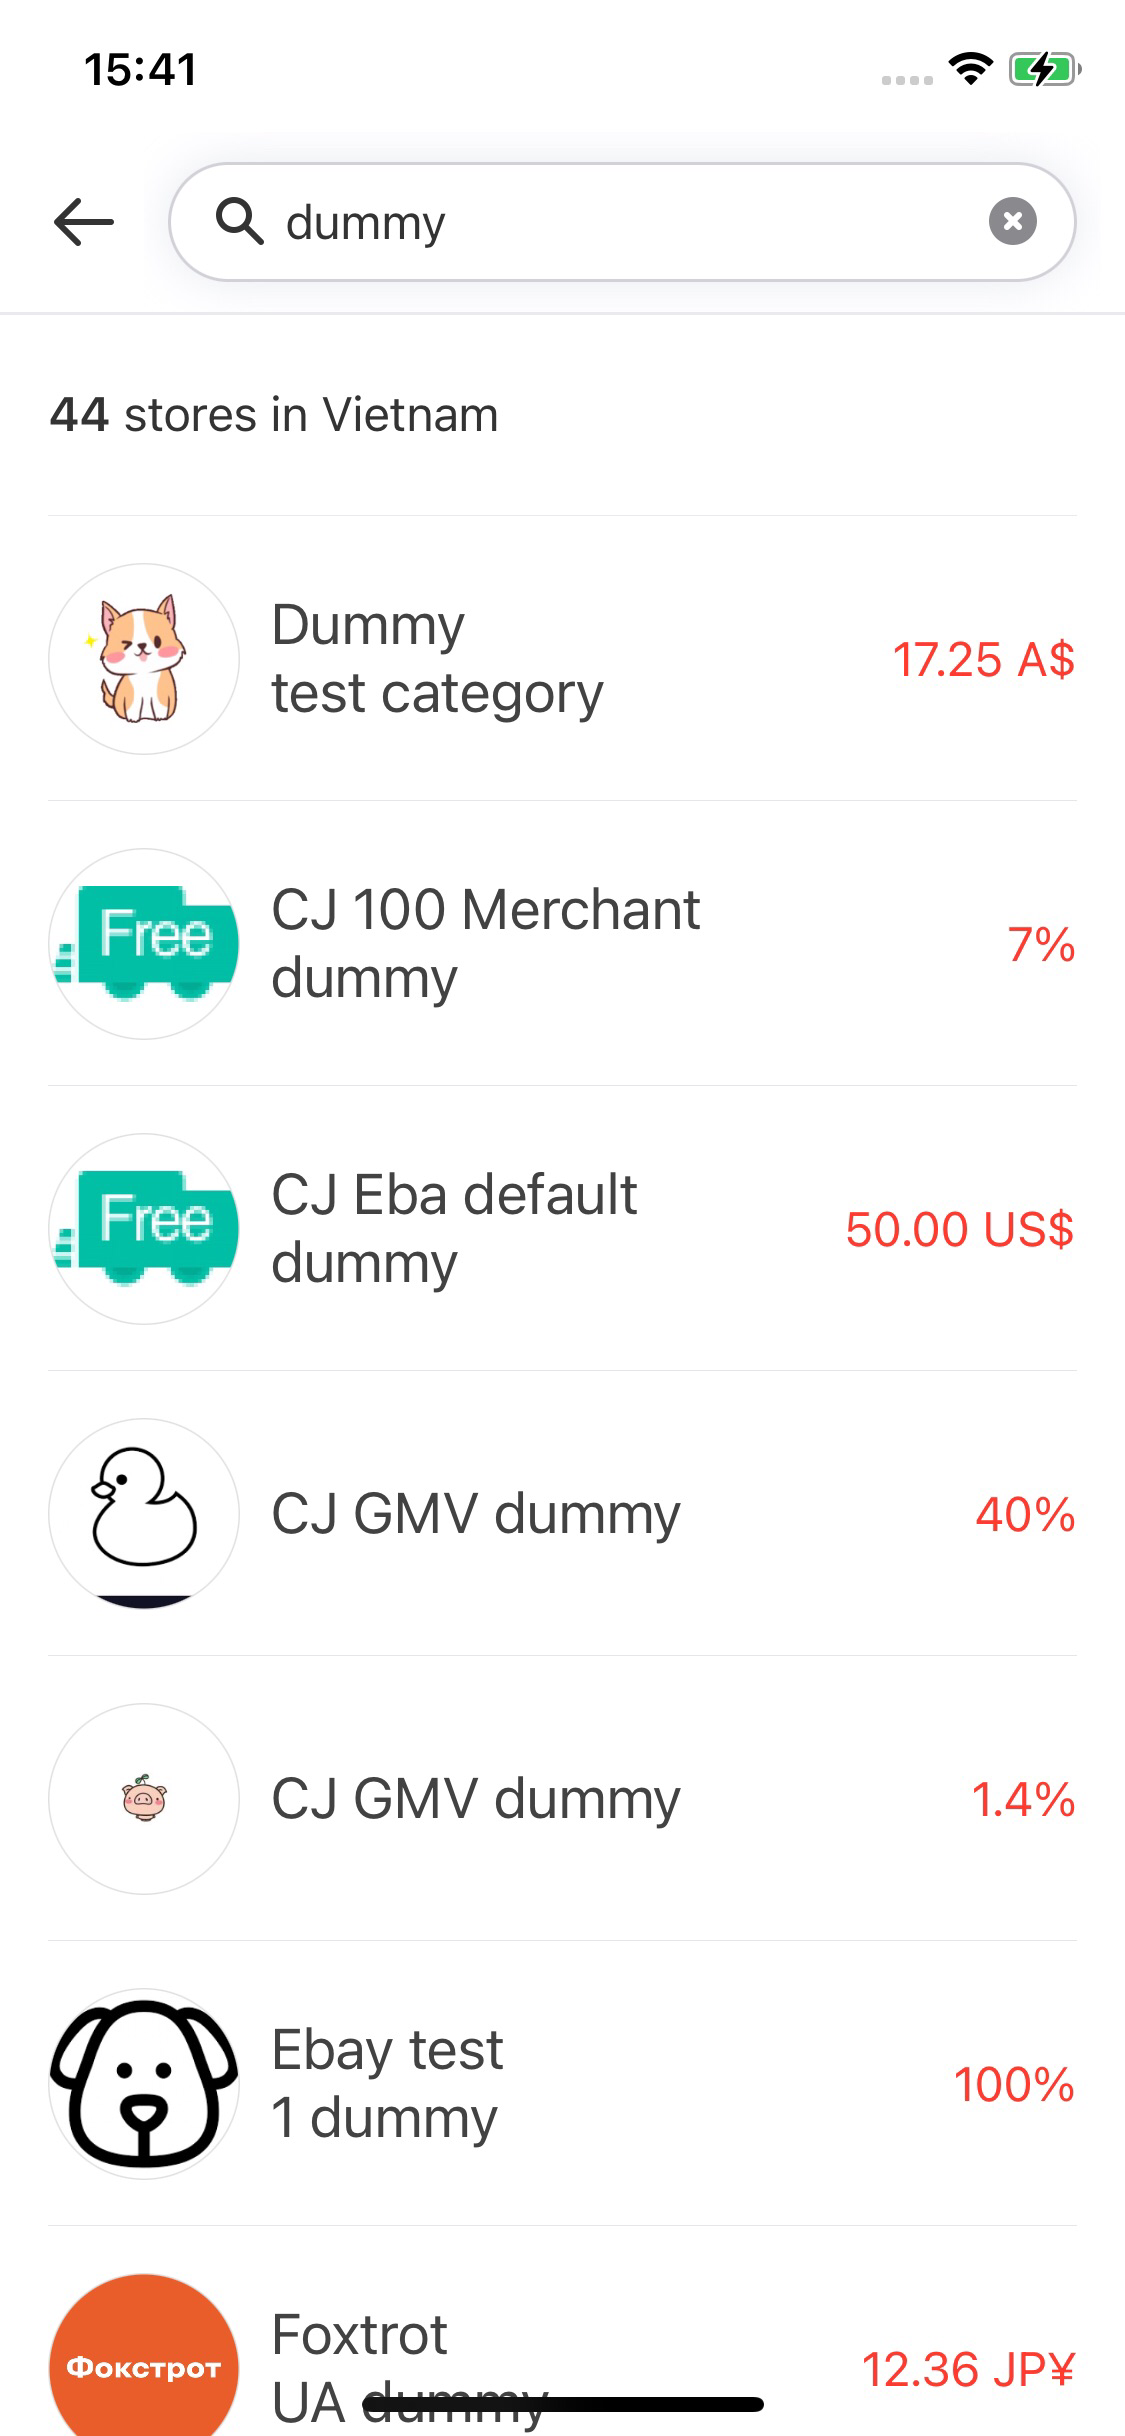 15:41
dummy
44 stores in Vietnam
Dummy
test category
17.25 A$
Free
CJ 100 Merchant
dummy
7%
Free
CJ Eba default
dummy
50.00 US$
CJ GMV dummy
40%
CJ GMV dummy
1.4%
Ebay test
1 dummy
100%
Фокстрот
Foxtrot
UA dummy
12.36 JP¥